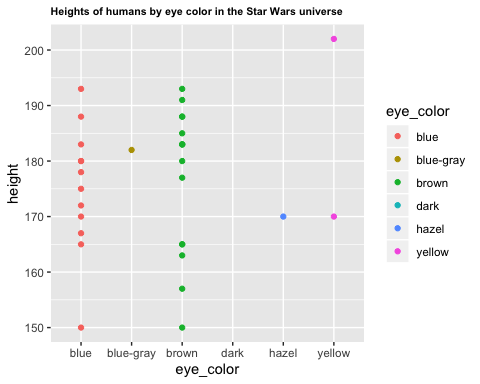 Heights of humans by eye color in the Star Wars universe
200
190
180
170
160
150
height
blue blue-gray brown dark hazel yellow
eye_color
eye_color
blue
blue-gray
brown
dark
hazel
yellow